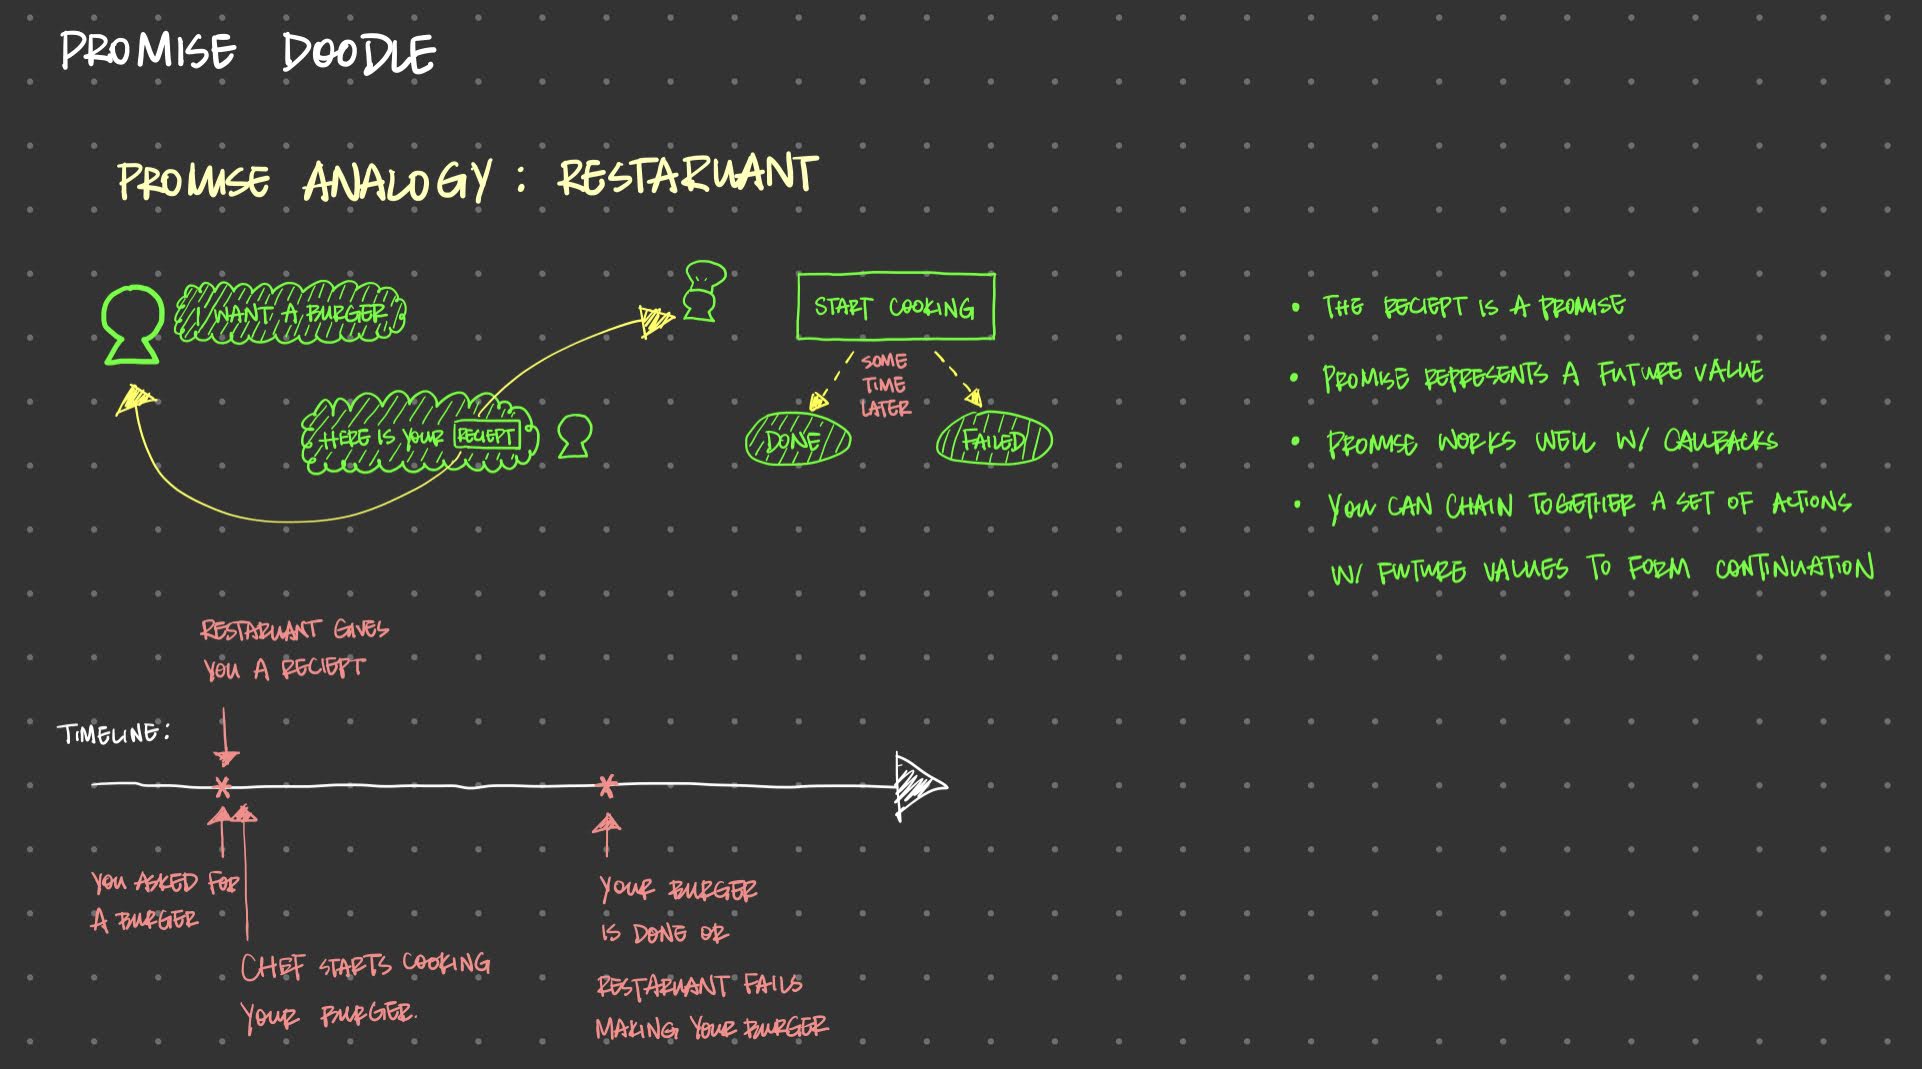 PROMISE DOODLE
PROMISE ANALOGY : RESTARUANT
I WANT A BURGER
HERE IS YOUR RECIEPT
START COOKING
SOME
TIME
LATER
DONE
FAILED
• THE RECIEPT IS A PROMISE
• PROMISE REPRESENTS A FUTURE VALUE
• PROMISE WORKS WELL W/ CALLBACKS
• YOU CAN CHAIN TOGETHER A SET OF ACTIONS
W/ FUTURE VALUES TO FORM CONTINUATION
RESTARUANT GIVES
YOU A RECIEPT
TIMELINE:
YOU ASKED FOR
A BURGER
CHEF STARTS COOKING
YOUR BURGER.
YOUR BURGER
IS DONE OR
RESTARUANT FAILS
MAKING YOUR BURGER